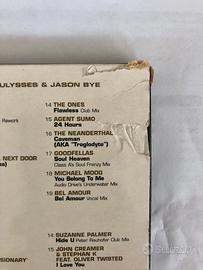 ULYSSES & JASON BYE
14 THE ONES
Flawless Club Mix
Rework
15 AGENT SUMO
24 Hours
16 THE NEANDERTHAL
Caveman
(AKA "Troglodyte")
NEXT DOOR
17 GOODFELLAS
Soul Heaven
Class A's Soul Frenzy Mix
18 MICHAEL MOOG
You Belong To Me
Audio Drive's Underwater Mix
19 BEL AMOUR
Bel Amour Vocal Mix
14 SUZANNE PALMER
Hide U Peter Rauhofer Club Mix
15 JOHN CREAMER
& STEPHAN K
FEAT. OLIVER TWISTED
I Love You
SIONARY